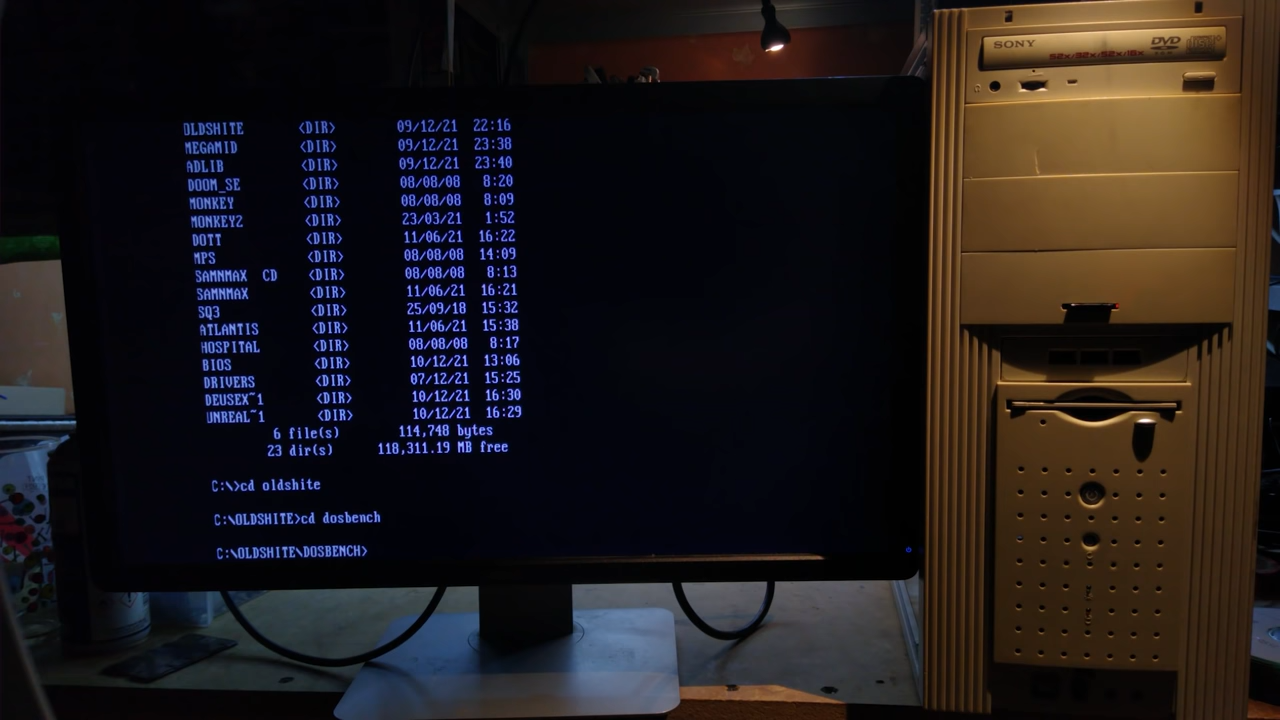 OLDSHITE <DIR> 09/12/21 22:16
MEGAMID <DIR> 09/12/21 23:38
ADLIB <DIR> 09/12/21 23:40
DOOM_SE <DIR> 08/08/08 8:20
MONKEY <DIR> 08/08/08 8:09
MONKEY2 <DIR> 23/03/21 1:52
DOTT <DIR> 11/06/21 16:22
MPS <DIR> 08/08/08 14:09
SAMNMAX CD <DIR> 08/08/08 8:13
SAMNMAX <DIR> 11/06/21 16:21
SQ3 <DIR> 25/09/18 15:32
ATLANTIS <DIR> 11/06/21 15:38
HOSPITAL <DIR> 08/08/08 8:17
BIOS <DIR> 10/12/21 13:06
DRIVERS <DIR> 07/12/21 15:25
DEUSEX~1 <DIR> 10/12/21 16:30
UNREAL~1 <DIR> 10/12/21 16:29
6 file(s) 114,748 bytes
23 dir(s) 118,311.19 MB free
C:\>cd oldshite
C:\OLDSHITE>cd dosbench
C:\OLDSHITE\DOSBENCH>
SONY
DVD